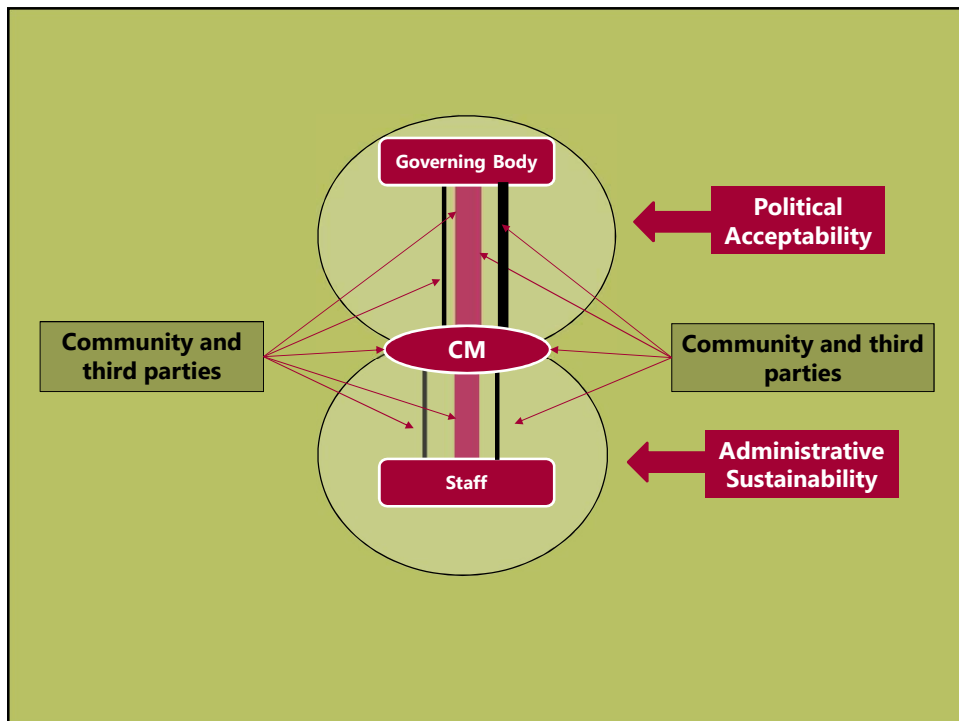 Governing Body
Political
Acceptability
Community and
third parties
CM
Community and third
parties
Administrative
Sustainability
Staff